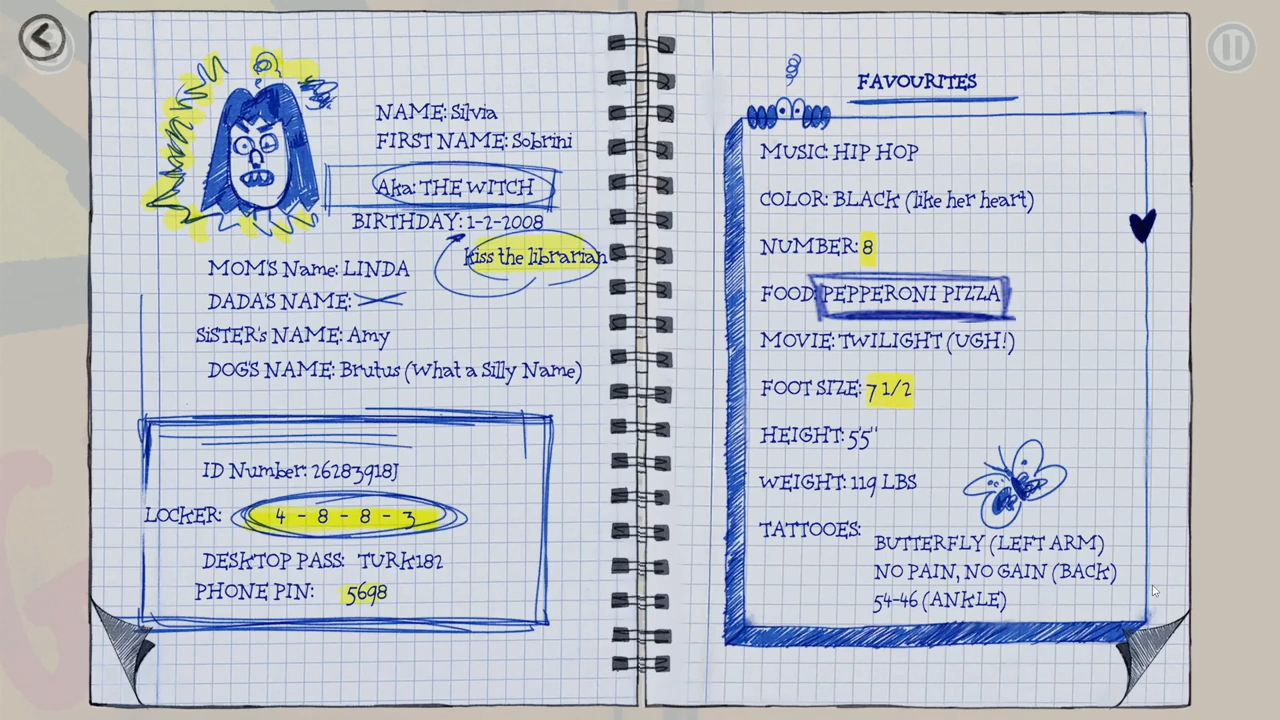 NAME: Silvia
FIRST NAME: Sobrini
Aka: THE WITCH
BIRTHDAY: 1-2-2008
kiss the librarian
MOM'S Name: LINDA
DADA'S NAME:
SiSTER's NAME: Amy
DOG'S NAME: Brutus (What a Silly Name)
ID Number: 26283918J
LOCKER: 4 - 8 - 8 - 3
DESKTOP PASS: TURK182
PHONE PIN: 5698
FAVOURITES
MUSIC: HIP HOP
COLOR: BLACK (like her heart)
NUMBER: 8
FOOD: PEPPERONI PIZZA
MOVIE: TWILIGHT (UGH!)
FOOT SIZE: 7 1/2
HEIGHT: 5'5''
WEIGHT: 119 LBS
TATTOOES:
BUTTERFLY (LEFT ARM)
NO PAIN, NO GAIN (BACK)
54-46 (ANKLE)